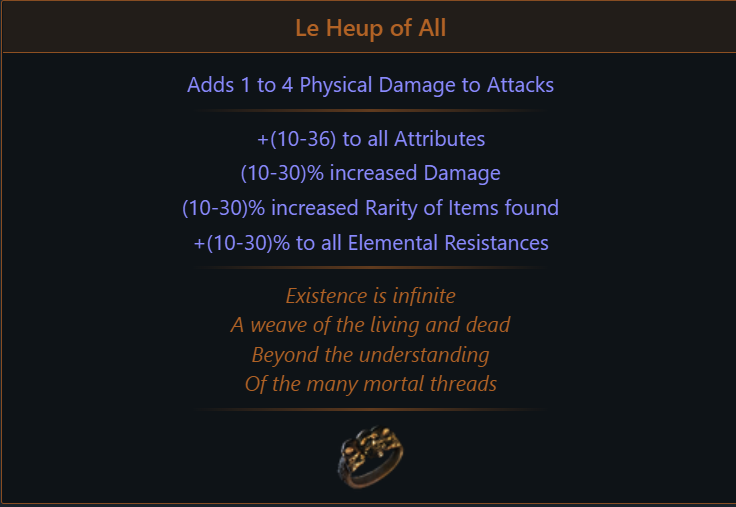 Le Heup of All
Adds 1 to 4 Physical Damage to Attacks
+(10-36) to all Attributes
(10-30)% increased Damage
(10-30)% increased Rarity of Items found
+(10-30)% to all Elemental Resistances
Existence is infinite
A weave of the living and dead
Beyond the understanding
Of the many mortal threads